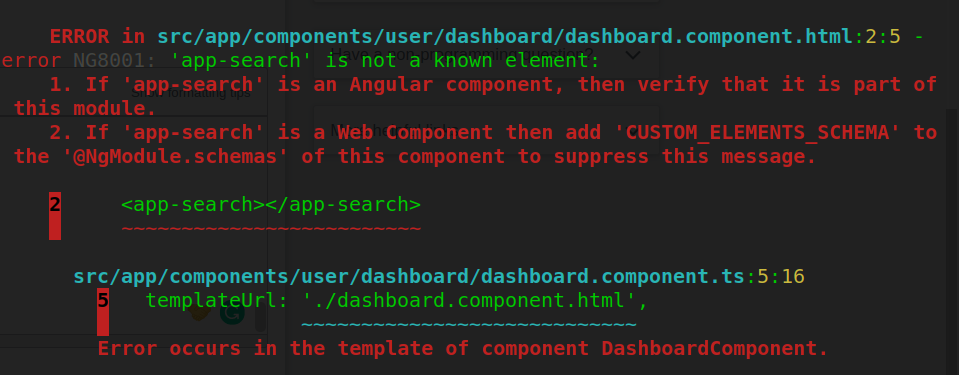 ERROR in src/app/components/user/dashboard/dashboard.component.html:2:5 -
error NG8001: 'app-search' is not a known element:
1. If 'app-search' is an Angular component, then verify that it is part of
this module.
2. If 'app-search' is a Web Component then add 'CUSTOM_ELEMENTS_SCHEMA' to
the '@NgModule.schemas' of this component to suppress this message.
2 <app-search></app-search>
~~~~~~~~~~~~~~~~~~~~~~~~~
src/app/components/user/dashboard/dashboard.component.ts:5:16
5 templateUrl: './dashboard.component.html',
~~~~~~~~~~~~~~~~~~~~~~~~~~~~
Error occurs in the template of component DashboardComponent.